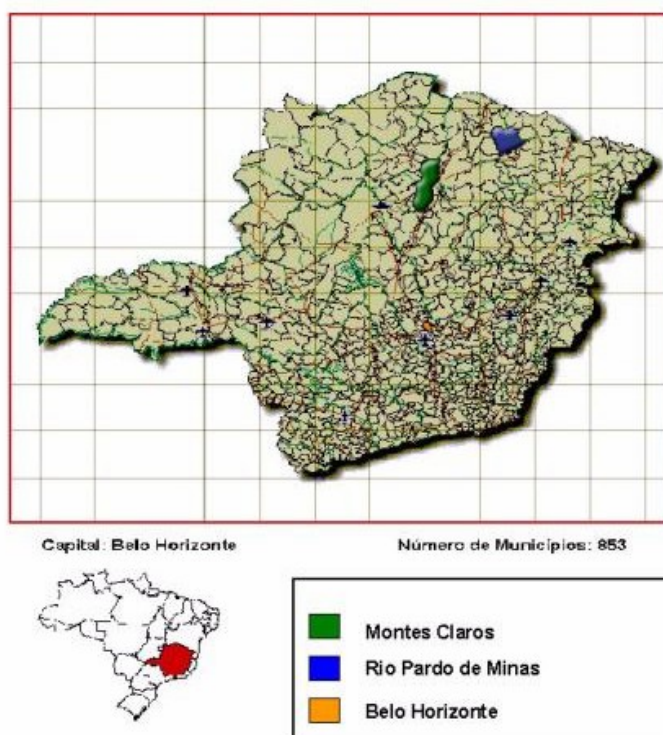 Capital: Belo Horizonte
Número de Municípios: 853
Montes Claros
Rio Pardo de Minas
Belo Horizonte